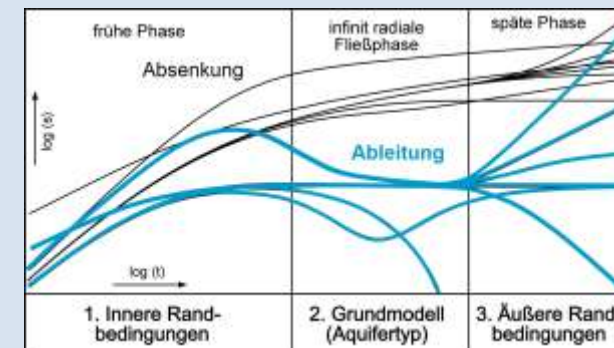 frühe Phase
infinit radiale
Fließphase
späte Phase
Absenkung
log (s)
Ableitung
log (t)
1. Innere Rand-
bedingungen
2. Grundmodell
(Aquifertyp)
3. Äußere Rand
bedingungen